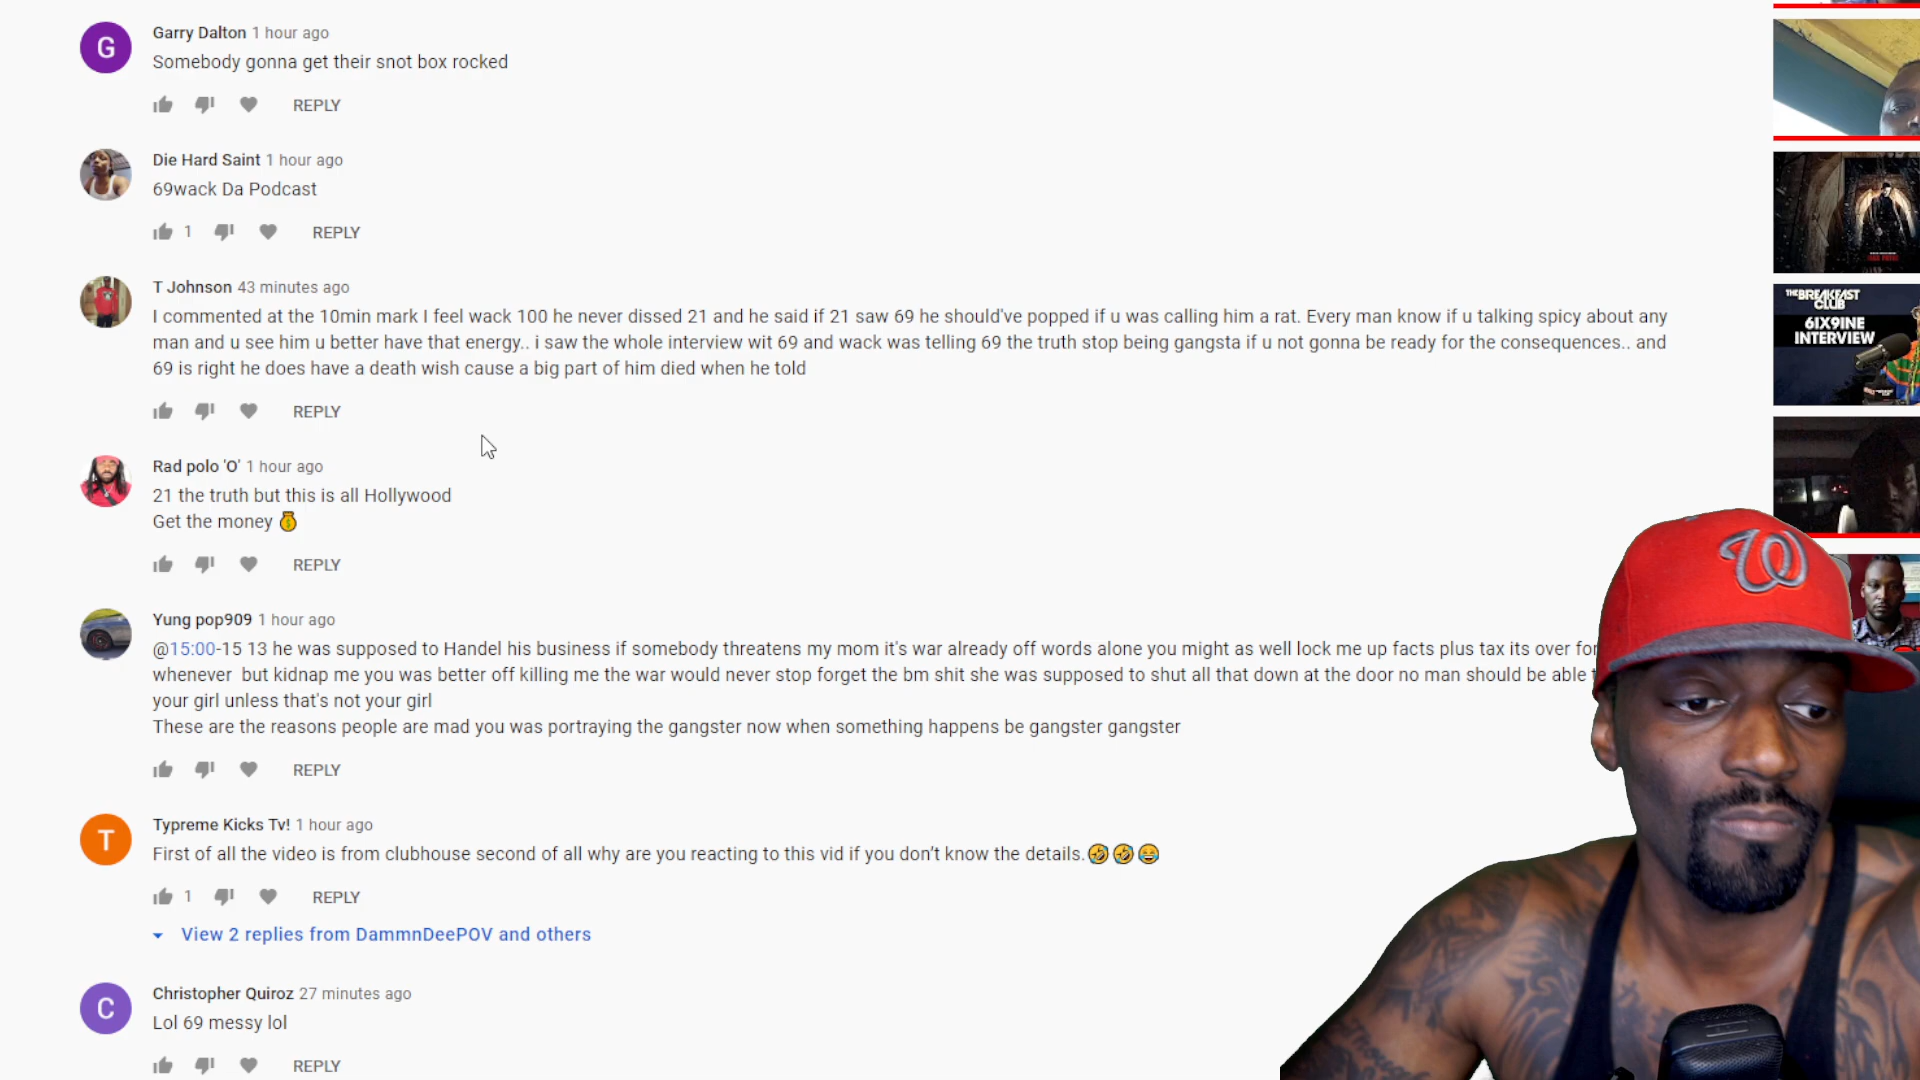 G
Garry Dalton 1 hour ago
Somebody gonna get their snot box rocked
REPLY
Die Hard Saint 1 hour ago
69wack Da Podcast
1 REPLY
T Johnson 43 minutes ago
I commented at the 10min mark I feel wack 100 he never dissed 21 and he said if 21 saw 69 he should've popped if u was calling him a rat. Every man know if u talking spicy about any
man and u see him u better have that energy.. i saw the whole interview wit 69 and wack was telling 69 the truth stop being gangsta if u not gonna be ready for the consequences.. and
69 is right he does have a death wish cause a big part of him died when he told
REPLY
Rad polo 'O' 1 hour ago
21 the truth but this is all Hollywood
Get the money 💰
REPLY
Yung pop909 1 hour ago
@15:00-15 13 he was supposed to Handel his business if somebody threatens my mom it's war already off words alone you might as well lock me up facts plus tax its over for
whenever but kidnap me you was better off killing me the war would never stop forget the bm shit she was supposed to shut all that down at the door no man should be able
your girl unless that's not your girl
These are the reasons people are mad you was portraying the gangster now when something happens be gangster gangster
REPLY
T
Typreme Kicks Tv! 1 hour ago
First of all the video is from clubhouse second of all why are you reacting to this vid if you don't know the details.🤣🤣😂
1 REPLY
View 2 replies from DammnDeePOV and others
C
Christopher Quiroz 27 minutes ago
Lol 69 messy lol
REPLY
THE BREAKFAST
CLUB
6IX9INE
INTERVIEW
W